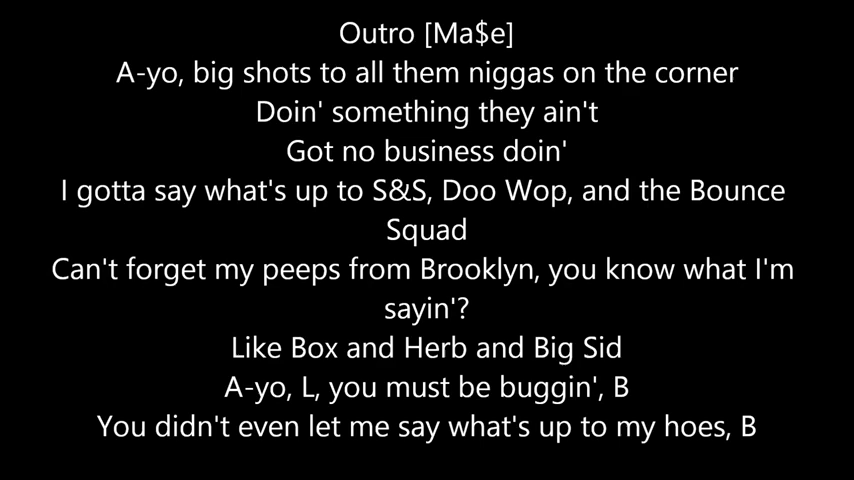 Outro [Ma$e]
A-yo, big shots to all them niggas on the corner
Doin' something they ain't
Got no business doin'
I gotta say what's up to S&S, Doo Wop, and the Bounce
Squad
Can't forget my peeps from Brooklyn, you know what I'm
sayin'?
Like Box and Herb and Big Sid
A-yo, L, you must be buggin', B
You didn't even let me say what's up to my hoes, B